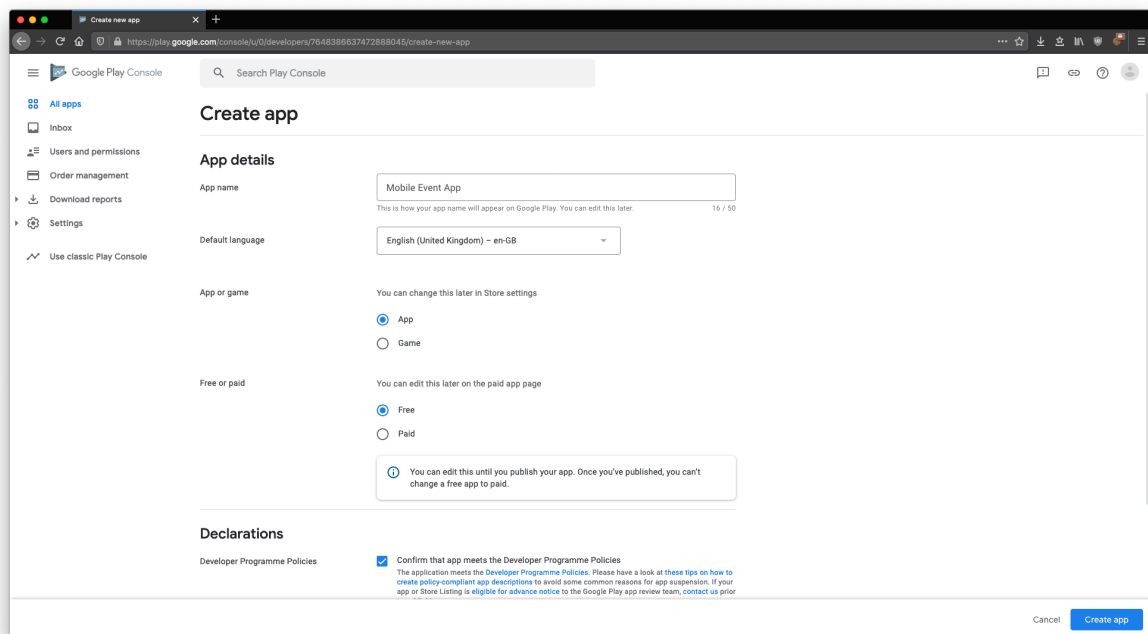 Create new app
https://play.google.com/console/u/0/developers/7648386637472888045/create-new-app
Google Play Console
Search Play Console
All apps
Inbox
Users and permissions
Order management
Download reports
Settings
Use classic Play Console
Create app
App details
App name
Mobile Event App
This is how your app name will appear on Google Play. You can edit this later.
16 / 50
Default language
English (United Kingdom) – en-GB
App or game
You can change this later in Store settings
App
Game
Free or paid
You can edit this later on the paid app page
Free
Paid
You can edit this until you publish your app. Once you've published, you can't
change a free app to paid.
Declarations
Developer Programme Policies
Confirm that app meets the Developer Programme Policies
The application meets the Developer Programme Policies. Please have a look at these tips on how to
create policy-compliant app descriptions to avoid some common reasons for app suspension. If your
app or Store Listing is eligible for advance notice to the Google Play app review team, contact us prior
Cancel
Create app